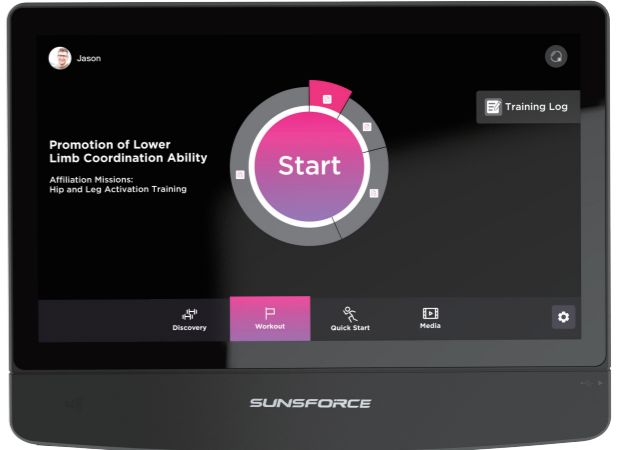 Jason
Training Log
Promotion of Lower
Limb Coordination Ability
Affiliation Missions:
Hip and Leg Activation Training
Start
Discovery
Workout
Quick Start
Media
SUNSFORCE